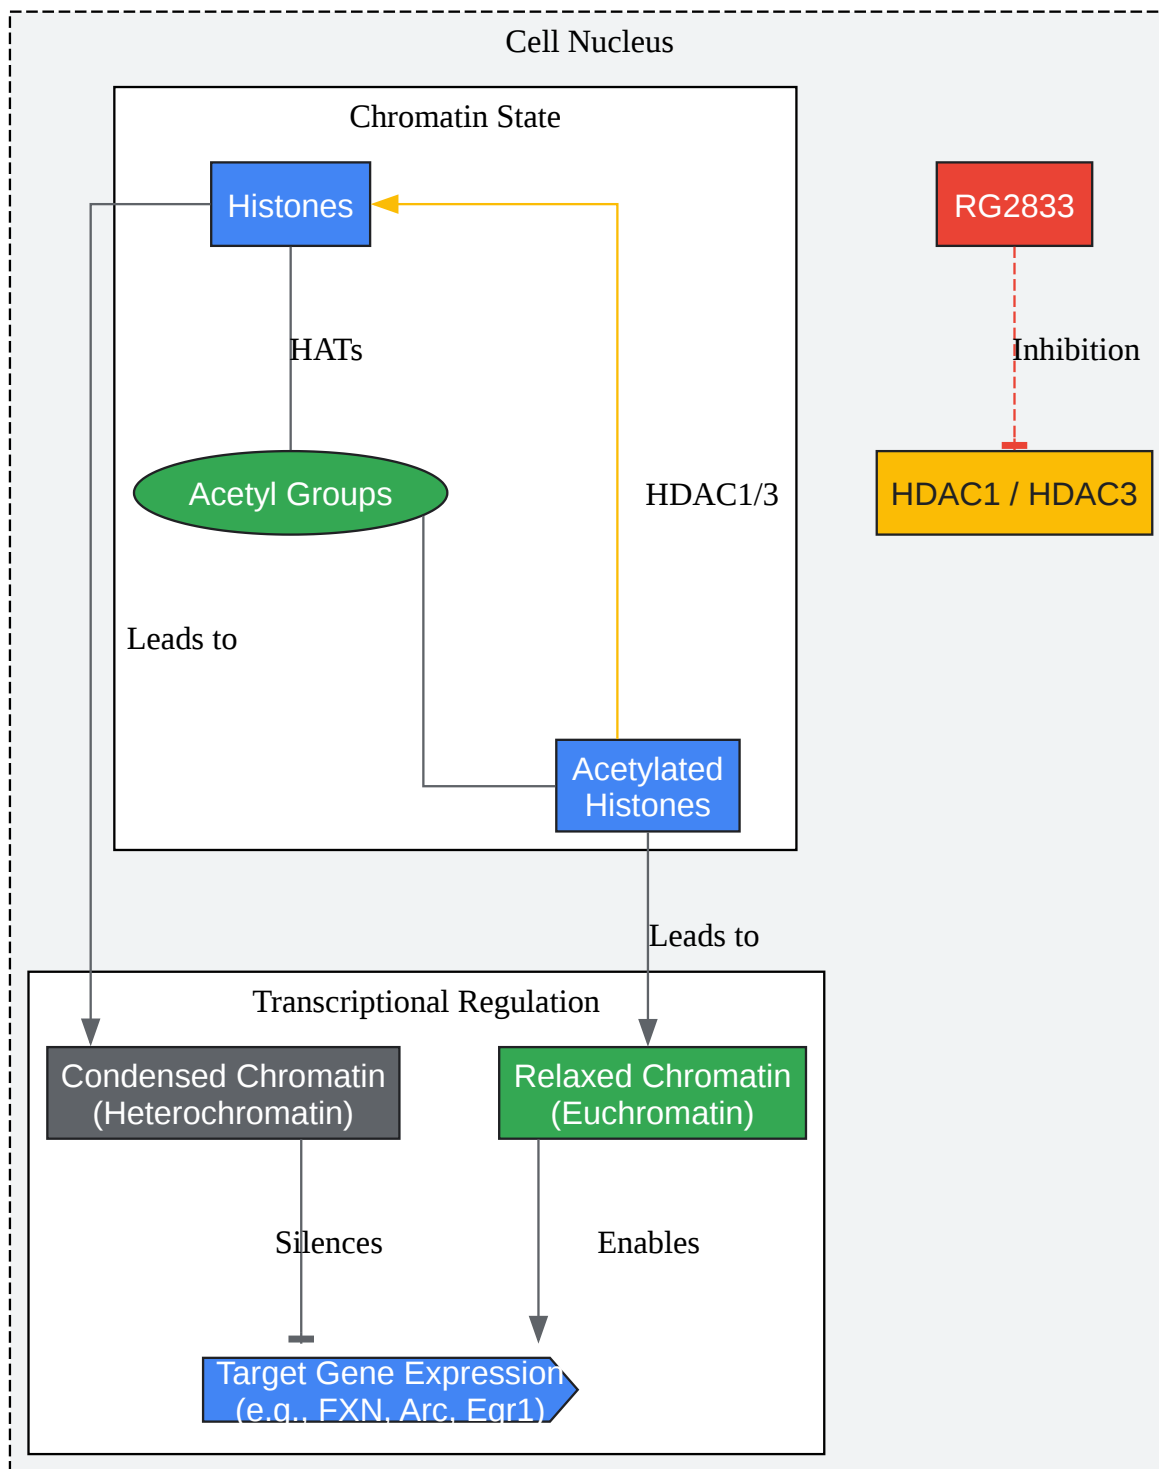 Cell Nucleus
Chromatin State
Histones
RG2833
HATs
Inhibition
Acetyl Groups
HDAC1/3
HDAC1 / HDAC3
Leads to
Acetylated
Histones
Leads to
Transcriptional Regulation
Condensed Chromatin
(Heterochromatin)
Relaxed Chromatin
(Euchromatin)
Silences
Enables
Target Gene Expression
(e.g., FXN, Arc, Egr1)